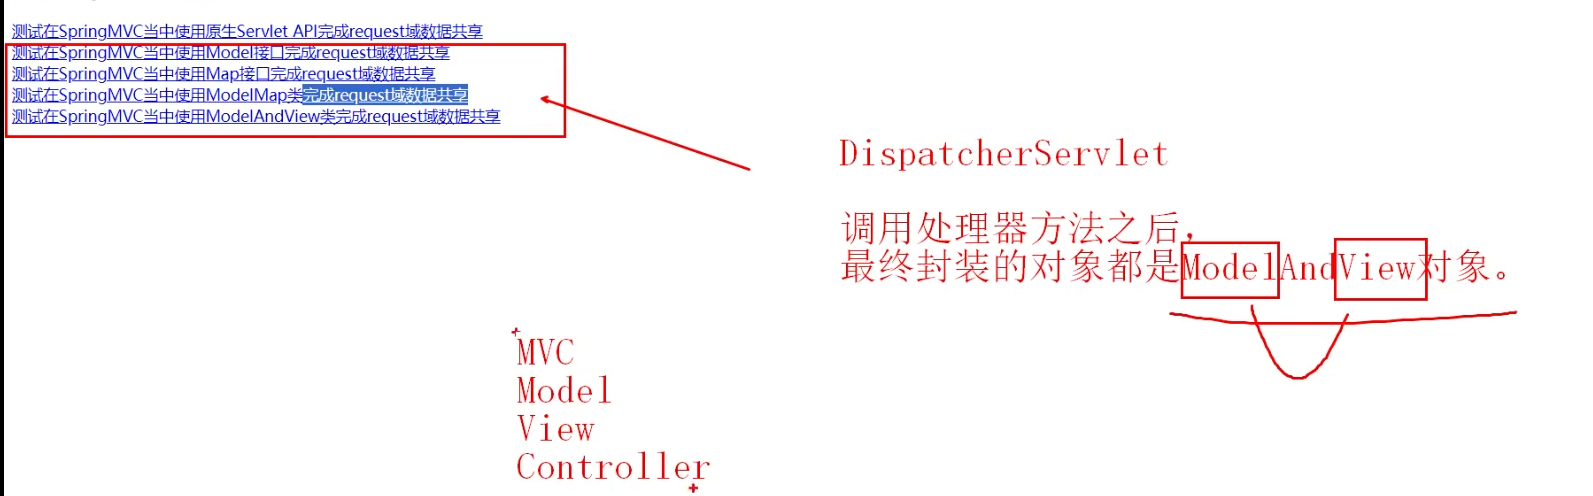 测试在SpringMVC当中使用原生Servlet API完成request域数据共享
测试在SpringMVC当中使用Model接口完成request域数据共享
测试在SpringMVC当中使用Map接口完成request域数据共享
测试在SpringMVC当中使用ModelMap类完成request域数据共享
测试在SpringMVC当中使用ModelAndView类完成request域数据共享
DispatcherServlet
调用处理器方法之后,
最终封装的对象都是ModelAndView对象。
MVC
Model
View
Controller